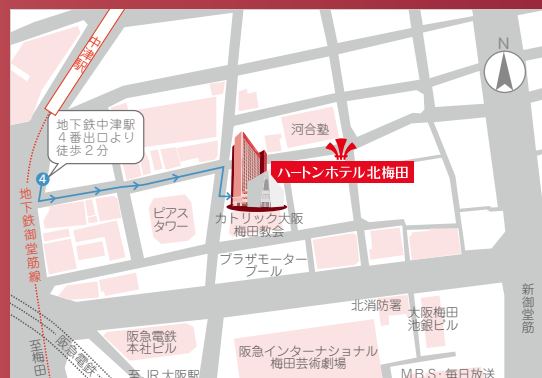 中津駅
N
地下鉄中津駅
4番出口より
徒歩2分
河合塾
ハートンホテル北梅田
4
地下鉄御堂筋線
ピアス
タワー
カトリック大阪
梅田教会
プラザモーター
プール
新御堂筋
北消防署
大阪梅田
池銀ビル
阪急電鉄
本社ビル
阪急インターナショナル
梅田芸術劇場
至梅田
阪急電鉄
至JR大阪駅
MBS・毎日放送